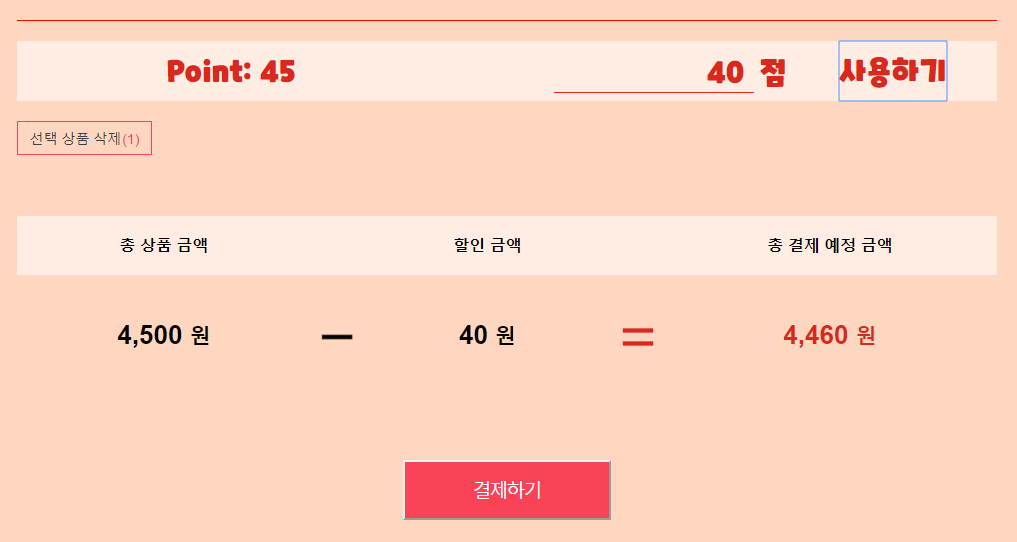 Point: 45 40 점 사용하기
선택 상품 삭제(1)
총 상품 금액 할인 금액 총 결제 예정 금액
4,500 원 - 40 원 = 4,460 원
결제하기